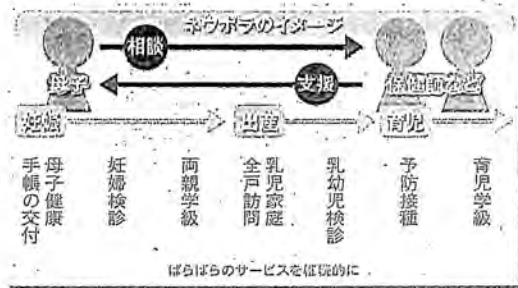 ネウボラのイメージ
相談
母子
支援
保健師など
妊娠
出産
育児
母子健康
手帳の交付
妊婦検診
両親学級
乳児家庭
全戸訪問
乳幼児検診
予防接種
育児学級
ばらばらのサービスを継続的に